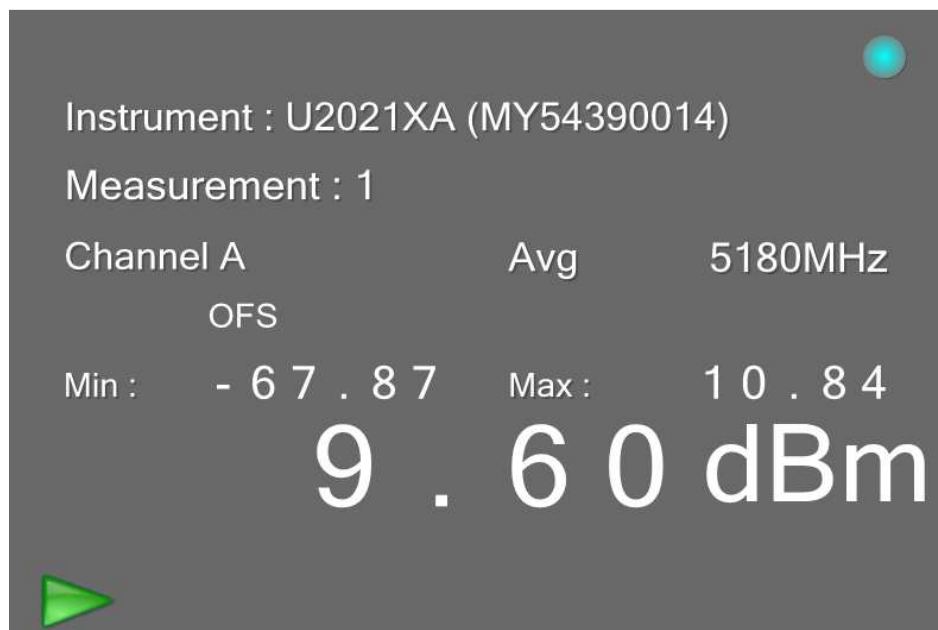 Instrument : U2021XA (MY54390014)
Measurement : 1
Channel A Avg 5180MHz
OFS
Min : -67.87 Max : 10.84
9.60 dBm